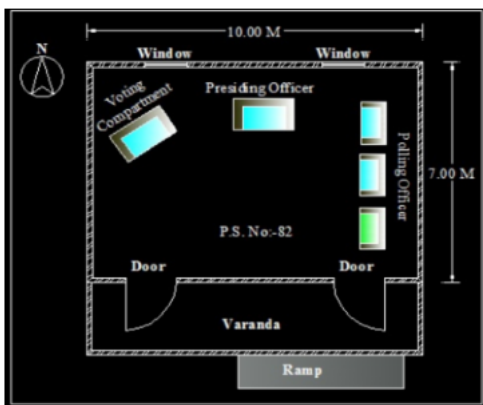 10.00 M
N
Window
Window
Voting
Compartment
Presiding Officer
Polling Officer
7.00 M
P.S. No:-82
Door
Door
Varanda
Ramp